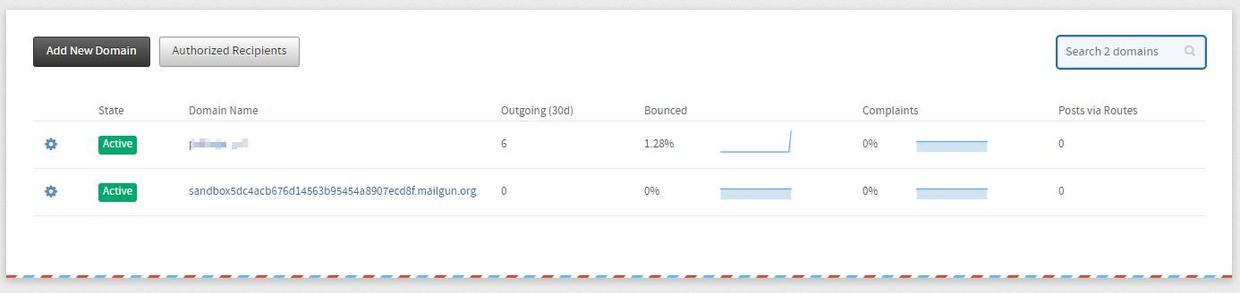 Add New Domain Authorized Recipients Search 2 domains
State Domain Name Outgoing (30d) Bounced Complaints Posts via Routes
Active 6 1.28% 0% 0
Active sandbox5dc4acb676d14563b95454a8907ecd8f.mailgun.org 0 0% 0% 0